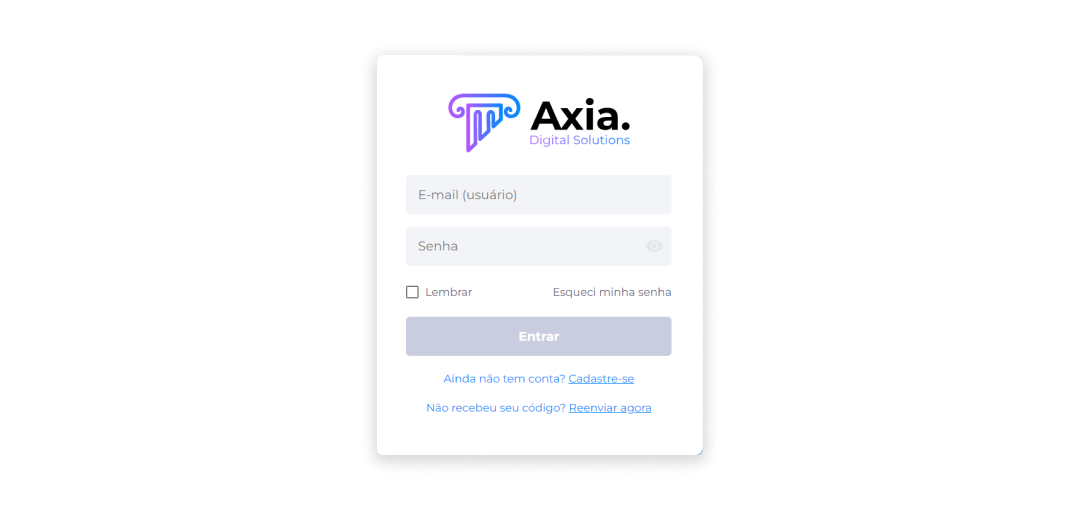 Axia.
Digital Solutions
E-mail (usuário)
Senha
Lembrar
Esqueci minha senha
Entrar
Ainda não tem conta? Cadastre-se
Não recebeu seu código? Reenviar agora